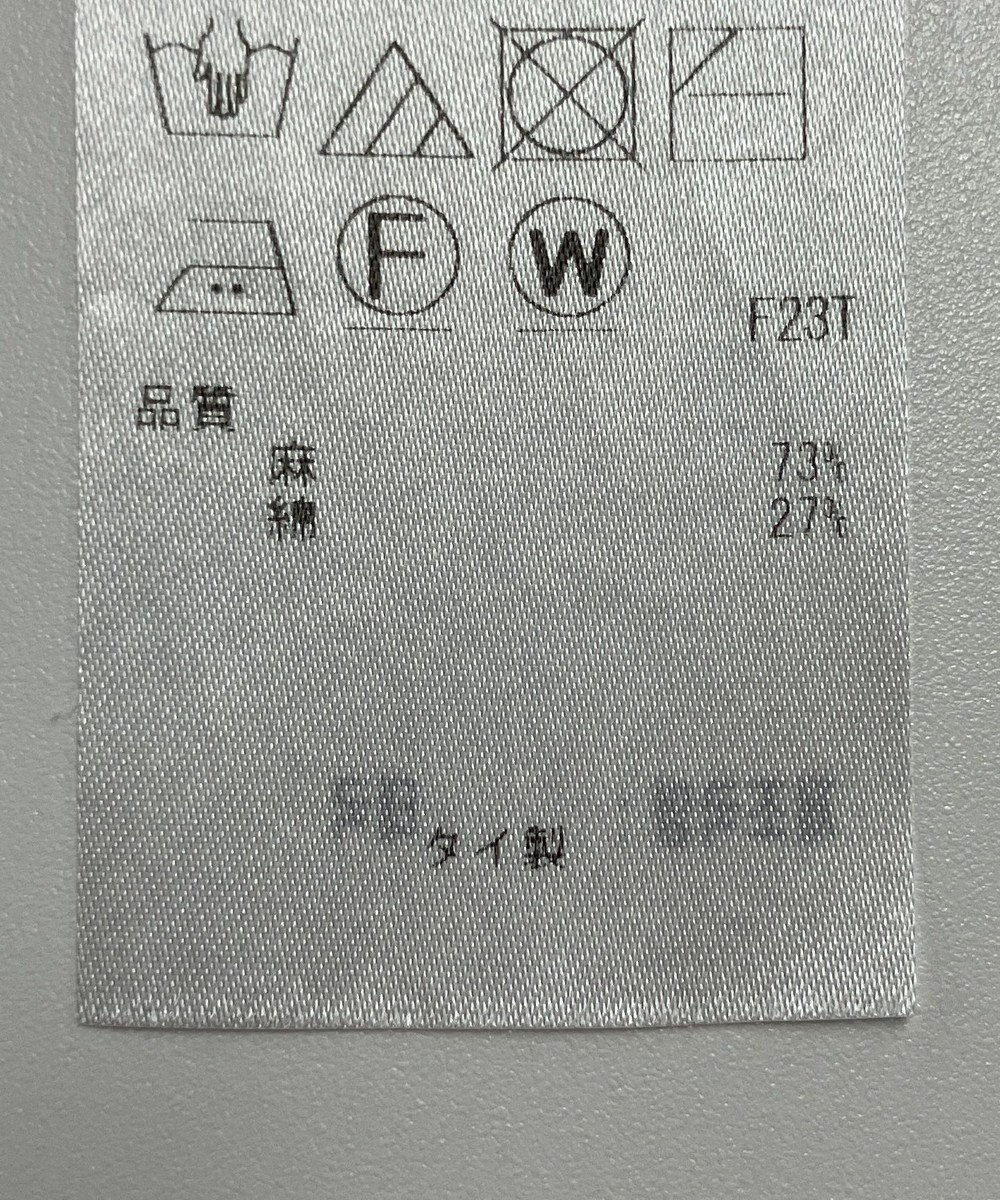 F W
F23T
品質
麻 73%
綿 27%
タイ製